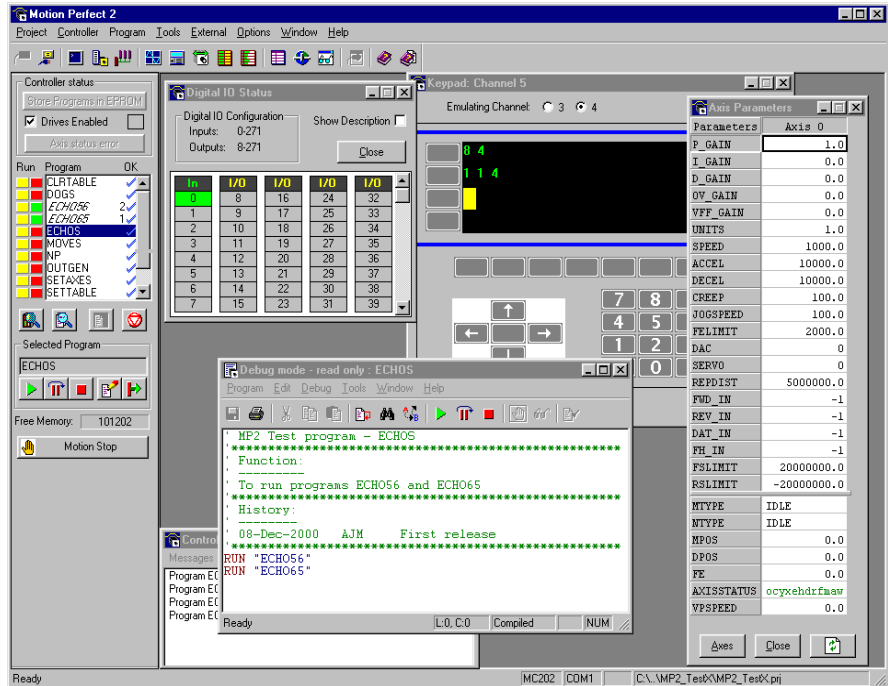 Motion Perfect 2
Project Controller Program Tools External Options Window Help
Controller status
Store Programs in EPROM
Drives Enabled
Axis status error
Run Program OK
CLRTABLE
DOGS
ECHO56 2
ECHO65 1
ECHOS
MOVES
NP
OUTGEN
SETAXES
SETTABLE
Selected Program
ECHOS
Free Memory: 101202
Motion Stop
Digital IO Status
Digital IO Configuration
Inputs: 0-271
Outputs: 8-271
Show Description
Close
In I/O I/O I/O I/O
0 8 16 24 32
1 9 17 25 33
2 10 18 26 34
3 11 19 27 35
4 12 20 28 36
5 13 21 29 37
6 14 22 30 38
7 15 23 31 39
Keypad: Channel 5
Emulating Channel: 3 4
8 4
1 1 4
7 8
4 5
1 2
0
Axis Parameters
Parameters Axis 0
P_GAIN 1.0
I_GAIN 0.0
D_GAIN 0.0
OV_GAIN 0.0
VFF_GAIN 0.0
UNITS 1.0
SPEED 1000.0
ACCEL 10000.0
DECEL 10000.0
CREEP 100.0
JOGSPEED 100.0
FELIMIT 2000.0
DAC 0
SERVO 0
REPDIST 5000000.0
FWD_IN -1
REV_IN -1
DAT_IN -1
FH_IN -1
FSLIMIT 20000000.0
RSLIMIT -20000000.0
MTYPE IDLE
NTYPE IDLE
MPOS 0.0
DPOS 0.0
FE 0.0
AXISSTATUS ocyxehdrfmaw
VPSPEED 0.0
Axes Close
Debug mode - read only : ECHOS
Program Edit Debug Tools Window Help
' MP2 Test program - ECHOS
'******************************************************
' Function:
' ---------
' To run programs ECHO56 and ECHO65
'******************************************************
' History:
' --------
' 08-Dec-2000 AJM First release
'******************************************************
RUN "ECHO56"
RUN "ECHO65"
Ready L:0, C:0 Compiled NUM
Messages
Program
Program
Program
Program
Ready MC202 COM1 C:\..\MP2_TestX\MP2_TestX.prj